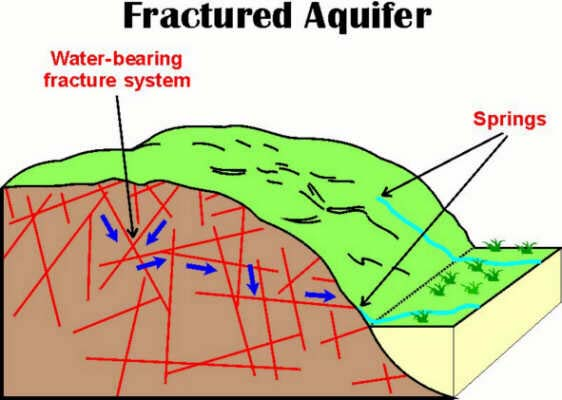 Fractured Aquifer
Water-bearing
fracture system
Springs